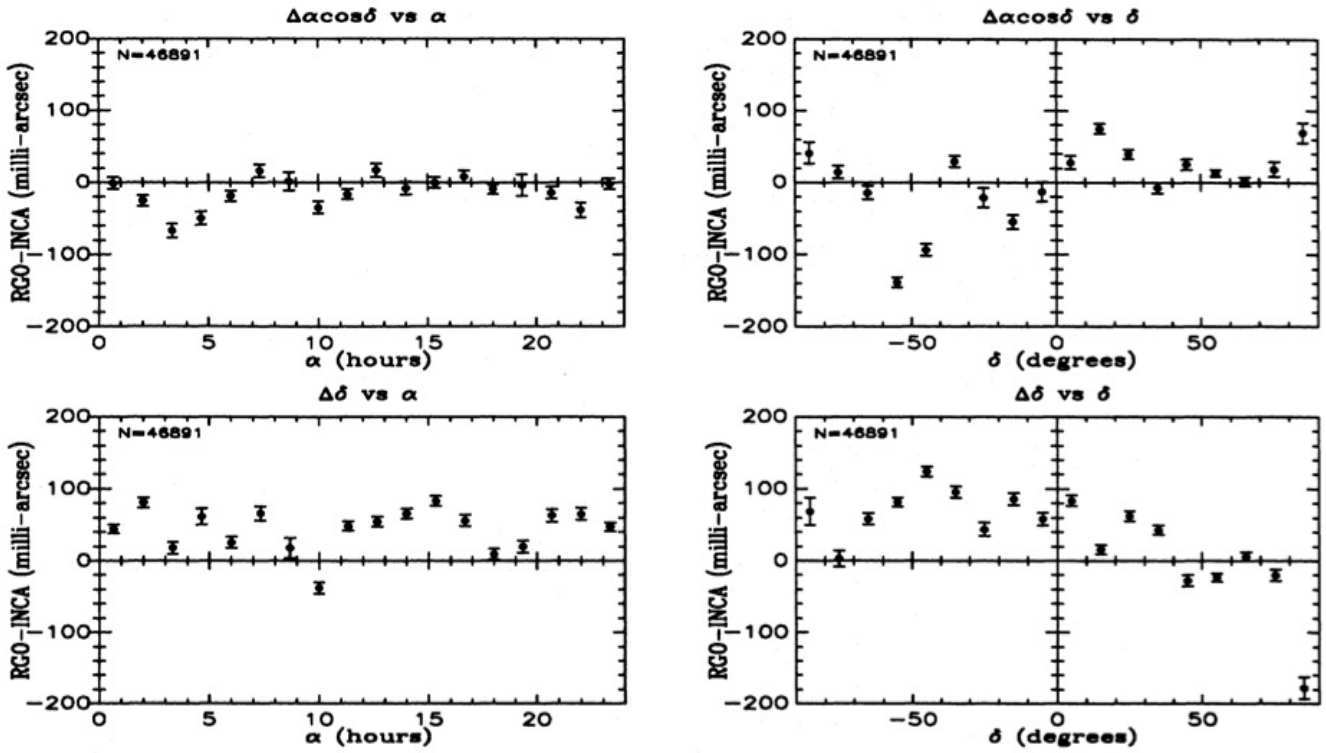 Δαcosδ vs α
200
100
0
−100
−200
RGO−INCA (milli−arcsec)
N=46891
0 5 10 15 20
α (hours)
Δαcosδ vs δ
200
100
0
−100
−200
RGO−INCA (milli−arcsec)
N=46891
−50 0 50
δ (degrees)
Δδ vs α
200
100
0
−100
−200
RGO−INCA (milli−arcsec)
N=46891
0 5 10 15 20
α (hours)
Δδ vs δ
200
100
0
−100
−200
RGO−INCA (milli−arcsec)
N=46891
−50 0 50
δ (degrees)